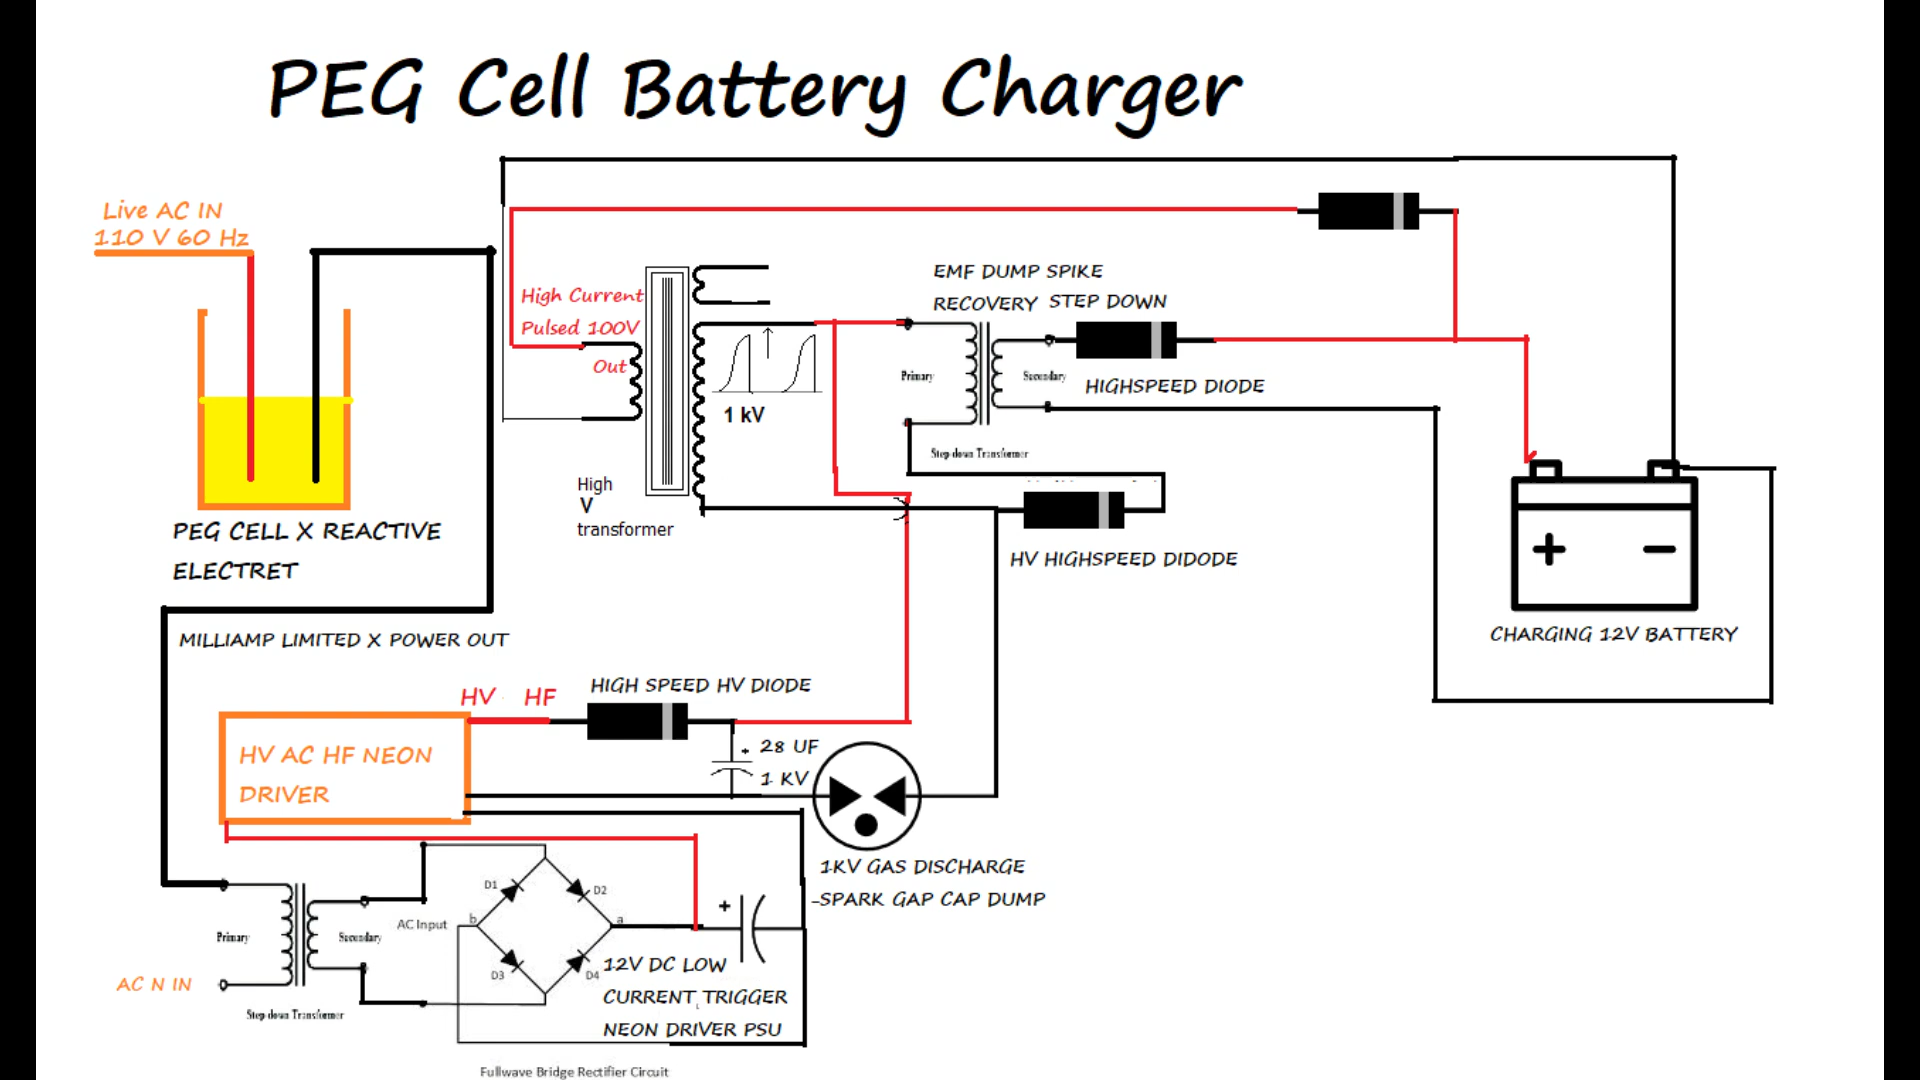 PEG Cell Battery Charger
Live AC IN
110 V 60 Hz
High Current
Pulsed 100V
Out
EMF DUMP SPIKE
RECOVERY STEP DOWN
Primary
Secondary
HIGHSPEED DIODE
1 kV
Step-down Transformer
High
V
transformer
HV HIGHSPEED DIDODE
PEG CELL X REACTIVE
ELECTRET
+ −
CHARGING 12V BATTERY
MILLIAMP LIMITED X POWER OUT
HV HF
HIGH SPEED HV DIODE
HV AC HF NEON
DRIVER
+ 28 UF
1 KV
1KV GAS DISCHARGE
-SPARK GAP CAP DUMP
D1
D2
+
AC Input
b
a
Primary
Secondary
D3
D4
12V DC LOW
CURRENT TRIGGER
NEON DRIVER PSU
AC N IN
Step-down Transformer
Fullwave Bridge Rectifier Circuit